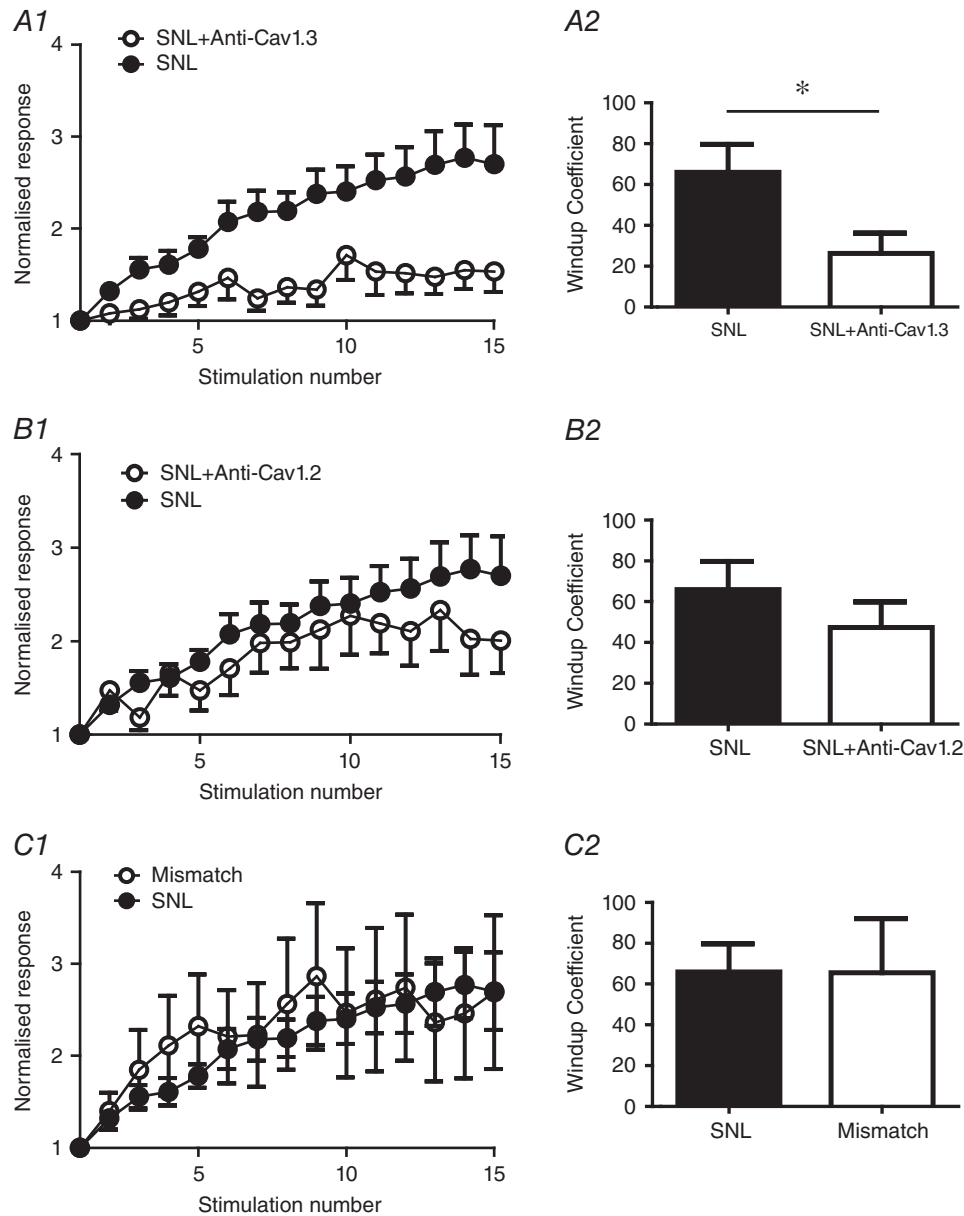 A1
SNL+Anti-Cav1.3
SNL
Normalised response
4
3
2
1
5
10
15
Stimulation number
A2
*
Windup Coefficient
100
80
60
40
20
0
SNL
SNL+Anti-Cav1.3
B1
SNL+Anti-Cav1.2
SNL
Normalised response
4
3
2
1
5
10
15
Stimulation number
B2
Windup Coefficient
100
80
60
40
20
0
SNL
SNL+Anti-Cav1.2
C1
Mismatch
SNL
Normalised response
4
3
2
1
5
10
15
Stimulation number
C2
Windup Coefficient
100
80
60
40
20
0
SNL
Mismatch